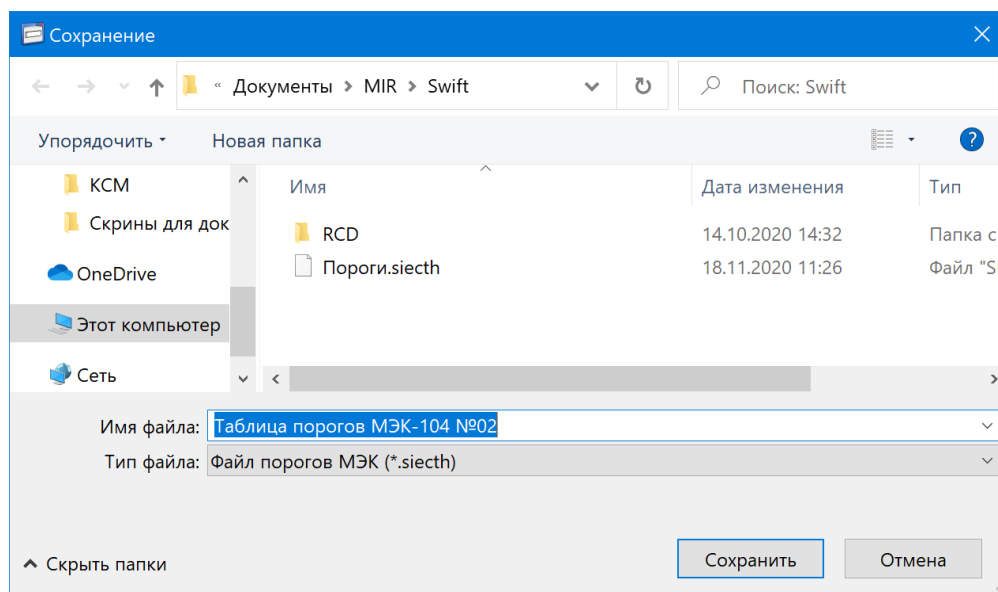 Сохранение
« Документы > MIR > Swift
Поиск: Swift
Упорядочить
Новая папка
КСМ
Скрины для док
OneDrive
Этот компьютер
Сеть
Имя
Дата изменения
Тип
RCD
14.10.2020 14:32
Папка с
Пороги.siecth
18.11.2020 11:26
Файл "S
Имя файла: Таблица порогов МЭК-104 №02
Тип файла: Файл порогов МЭК (*.siecth)
Скрыть папки
Сохранить
Отмена